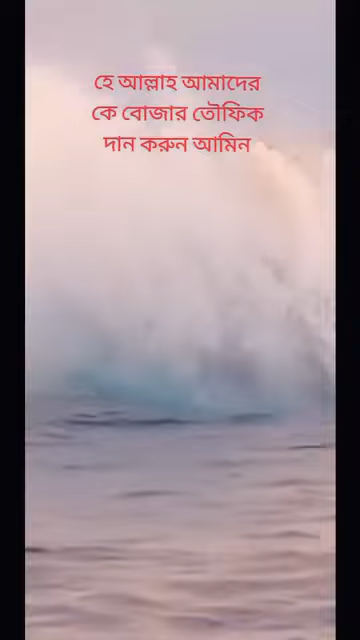 হে আল্লাহ আমাদের
কে বোজার তৌফিক
দান করুন আমিন